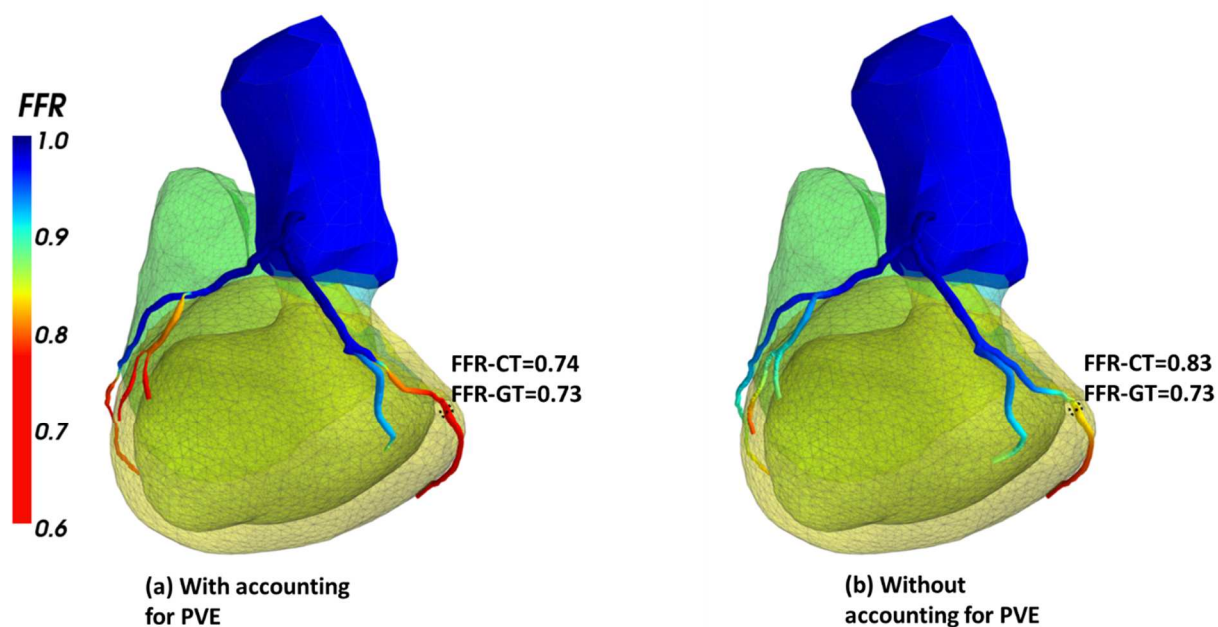 FFR
1.0
0.9
0.8
0.7
0.6
FFR-CT=0.74
FFR-GT=0.73
(a) With accounting
for PVE
FFR-CT=0.83
FFR-GT=0.73
(b) Without
accounting for PVE